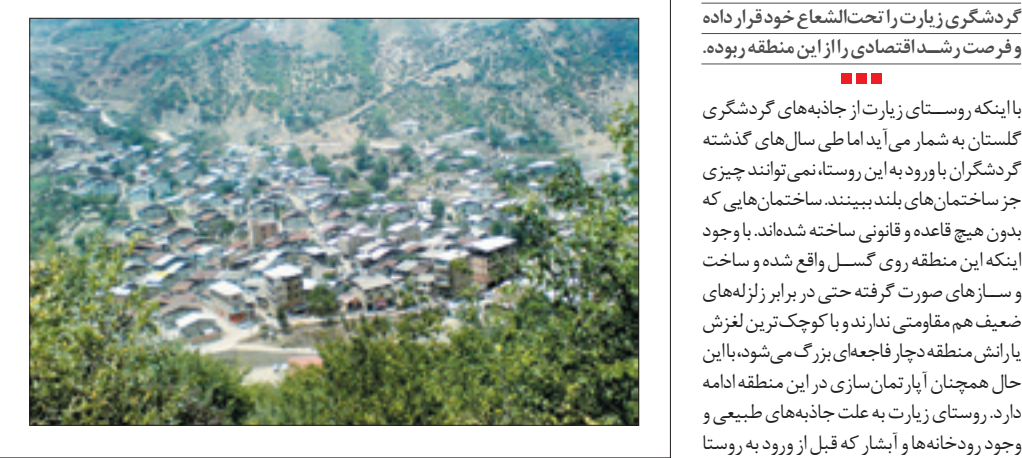 گردشگری زیارت را تحت‌الشعاع خود قرار داده
و فرصت رشــد اقتصادی را از این منطقه ربوده.
با اینکه روســتای زیارت از جاذبه‌های گردشگری
گلستان به شمار می‌آید اما طی سال‌های گذشته
گردشگران با ورود به این روستا، نمی‌توانند چیزی
جز ساختمان‌های بلند ببینند. ساختمان‌هایی که
بدون هیچ قاعده و قانونی ساخته شده‌اند. با وجود
اینکه این منطقه روی گســل واقع شده و ساخت
و ســازهای صورت گرفته حتی در برابر زلزله‌های
ضعیف هم مقاومتی ندارند و با کوچک‌ترین لغزش
یا رانش منطقه دچار فاجعه‌ای بزرگ می‌شود، با این
حال همچنان آپارتمان‌سازی در این منطقه ادامه
دارد. روستای زیارت به علت جاذبه‌های طبیعی و
وجود رودخانه‌ها و آبشار که قبل از ورود به روستا